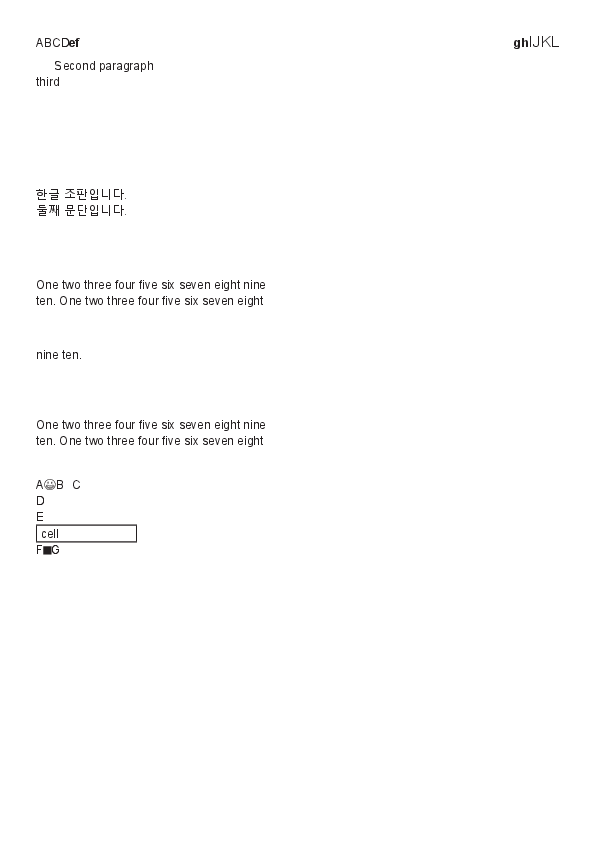 ABCDef ghIJKL
Second paragraph
third
한글 조판입니다.
둘째 문단입니다.
One two three four five six seven eight nine
ten. One two three four five six seven eight
nine ten.
One two three four five six seven eight nine
ten. One two three four five six seven eight
A😀B C
D
E
cell
F■G